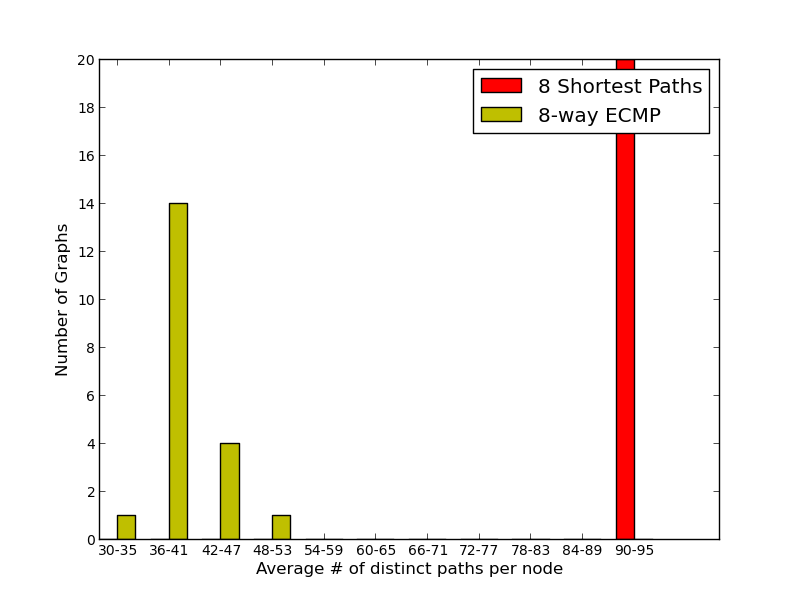 8 Shortest Paths
8-way ECMP
20
18
16
14
12
10
8
6
4
2
0
Number of Graphs
30-35 36-41 42-47 48-53 54-59 60-65 66-71 72-77 78-83 84-89 90-95
Average # of distinct paths per node